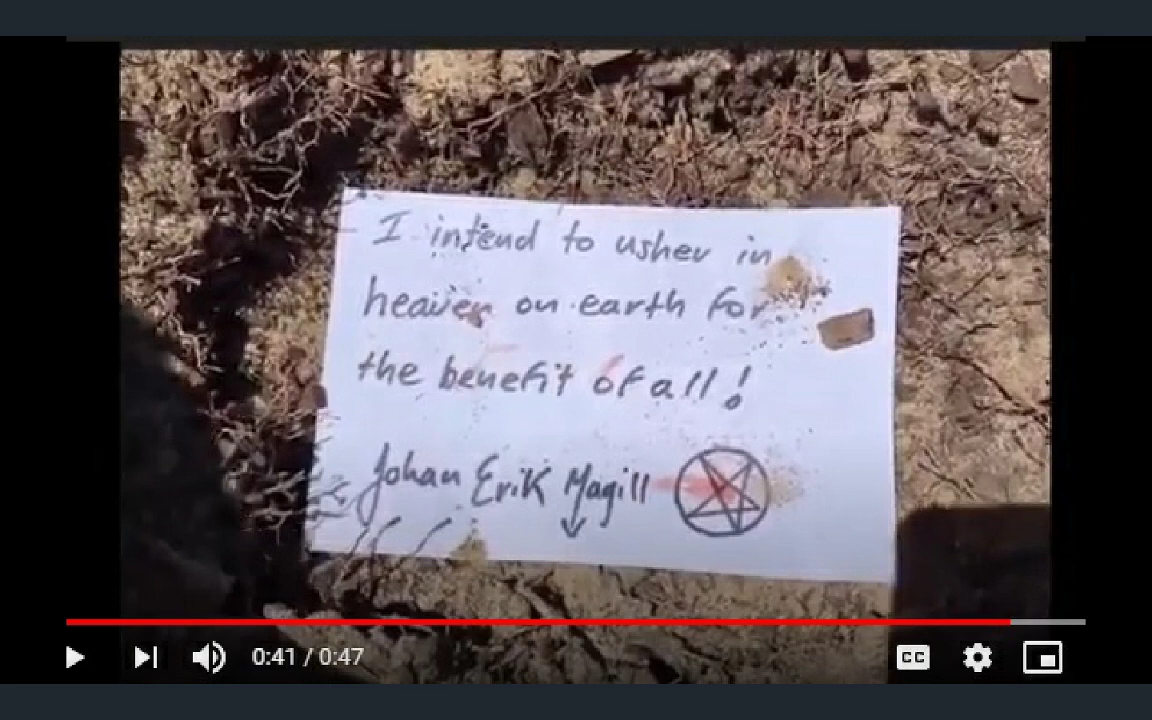 I intend to usher in
heaven on earth for
the benefit of all!
Johan Erik Magill
0:41 / 0:47
CC